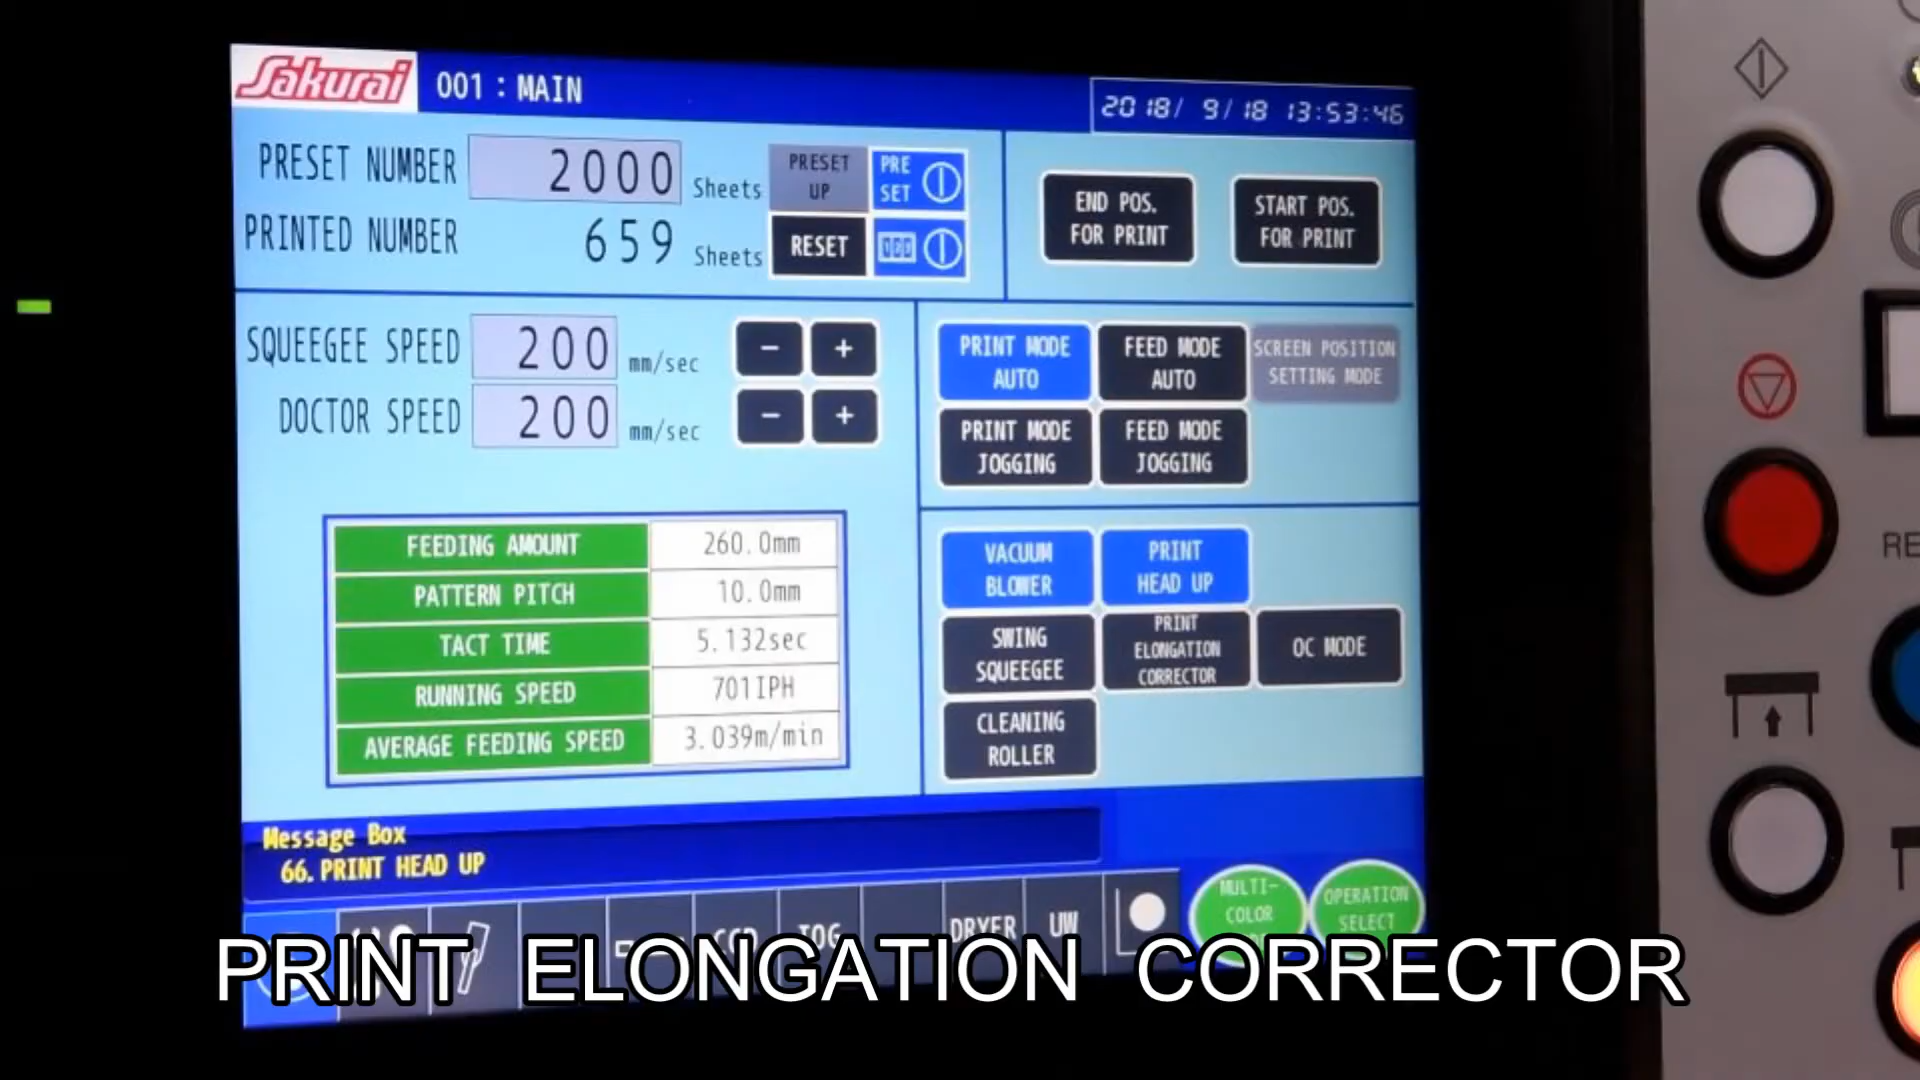 Sakurai
001 : MAIN
2018/ 9/18 13:53:46
PRESET NUMBER 2000 Sheets
PRESET
UP
PRE
SET
PRINTED NUMBER 659 Sheets
RESET
123
END POS.
FOR PRINT
START POS.
FOR PRINT
SQUEEGEE SPEED 200 mm/sec - +
DOCTOR SPEED 200 mm/sec - +
PRINT MODE
AUTO
FEED MODE
AUTO
SCREEN POSITION
SETTING MODE
PRINT MODE
JOGGING
FEED MODE
JOGGING
FEEDING AMOUNT 260.0mm
PATTERN PITCH 10.0mm
TACT TIME 5.132sec
RUNNING SPEED 701IPH
AVERAGE FEEDING SPEED 3.039m/min
VACUUM
BLOWER
PRINT
HEAD UP
SWING
SQUEEGEE
PRINT
ELONGATION
CORRECTOR
OC MODE
CLEANING
ROLLER
RE
Message Box
66.PRINT HEAD UP
DRYER
UW
MULTI-
COLOR
OPERATION
SELECT
PRINT ELONGATION CORRECTOR